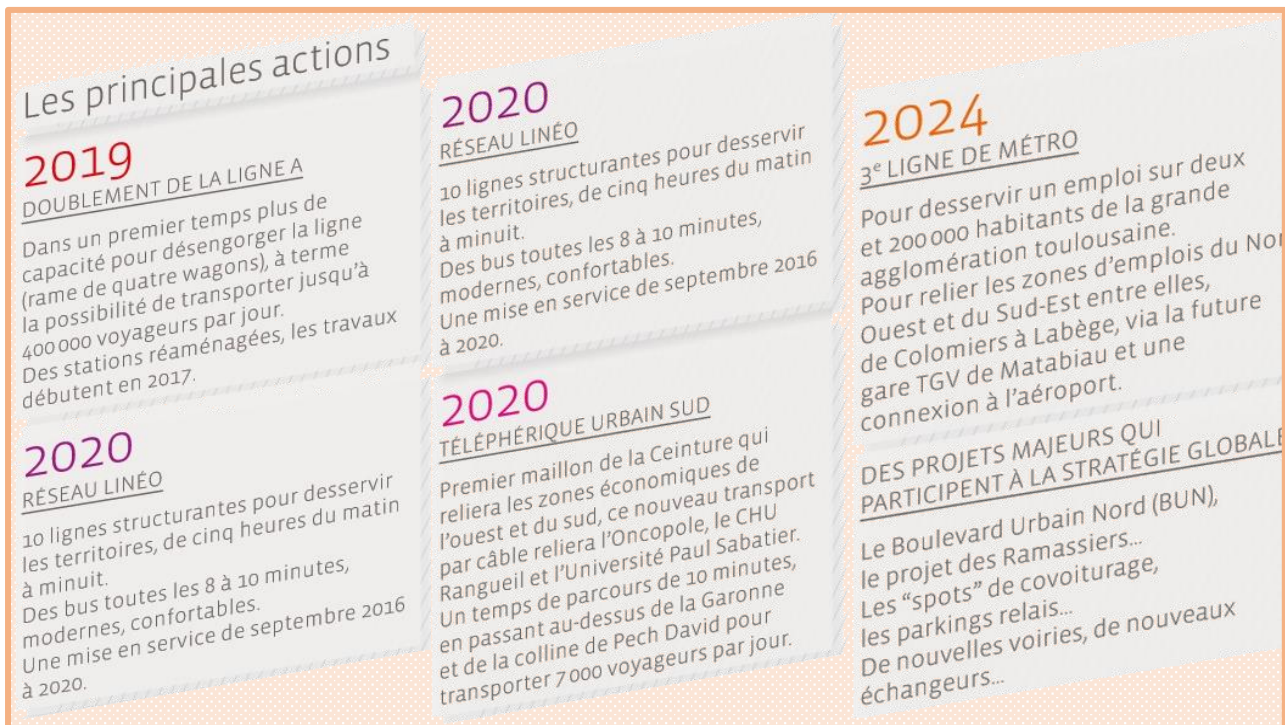 Les principales actions
2019
DOUBLEMENT DE LA LIGNE A
Dans un premier temps plus de
capacité pour désengorger la ligne
(rame de quatre wagons), à terme
la possibilité de transporter jusqu'à
400 000 voyageurs par jour.
Des stations réaménagées, les travaux
débutent en 2017.
2020
RÉSEAU LINÉO
10 lignes structurantes pour desservir
les territoires, de cinq heures du matin
à minuit.
Des bus toutes les 8 à 10 minutes,
modernes, confortables.
Une mise en service de septembre 2016
à 2020.
2020
RÉSEAU LINÉO
10 lignes structurantes pour desservir
les territoires, de cinq heures du matin
à minuit.
Des bus toutes les 8 à 10 minutes,
modernes, confortables.
Une mise en service de septembre 2016
à 2020.
2020
TÉLÉPHÉRIQUE URBAIN SUD
Premier maillon de la Ceinture qui
reliera les zones économiques de
l'ouest et du sud, ce nouveau transport
par câble reliera l'Oncopole, le CHU
Rangueil et l'Université Paul Sabatier.
Un temps de parcours de 10 minutes,
en passant au-dessus de la Garonne
et de la colline de Pech David pour
transporter 7 000 voyageurs par jour.
2024
3e LIGNE DE MÉTRO
Pour desservir un emploi sur deux
et 200 000 habitants de la grande
agglomération toulousaine.
Pour relier les zones d'emplois du Nor
Ouest et du Sud-Est entre elles,
de Colomiers à Labège, via la future
gare TGV de Matabiau et une
connexion à l'aéroport.
DES PROJETS MAJEURS QUI
PARTICIPENT À LA STRATÉGIE GLOBALE
Le Boulevard Urbain Nord (BUN),
le projet des Ramassiers...
Les "spots" de covoiturage,
les parkings relais...
De nouvelles voiries, de nouveaux
échangeurs...